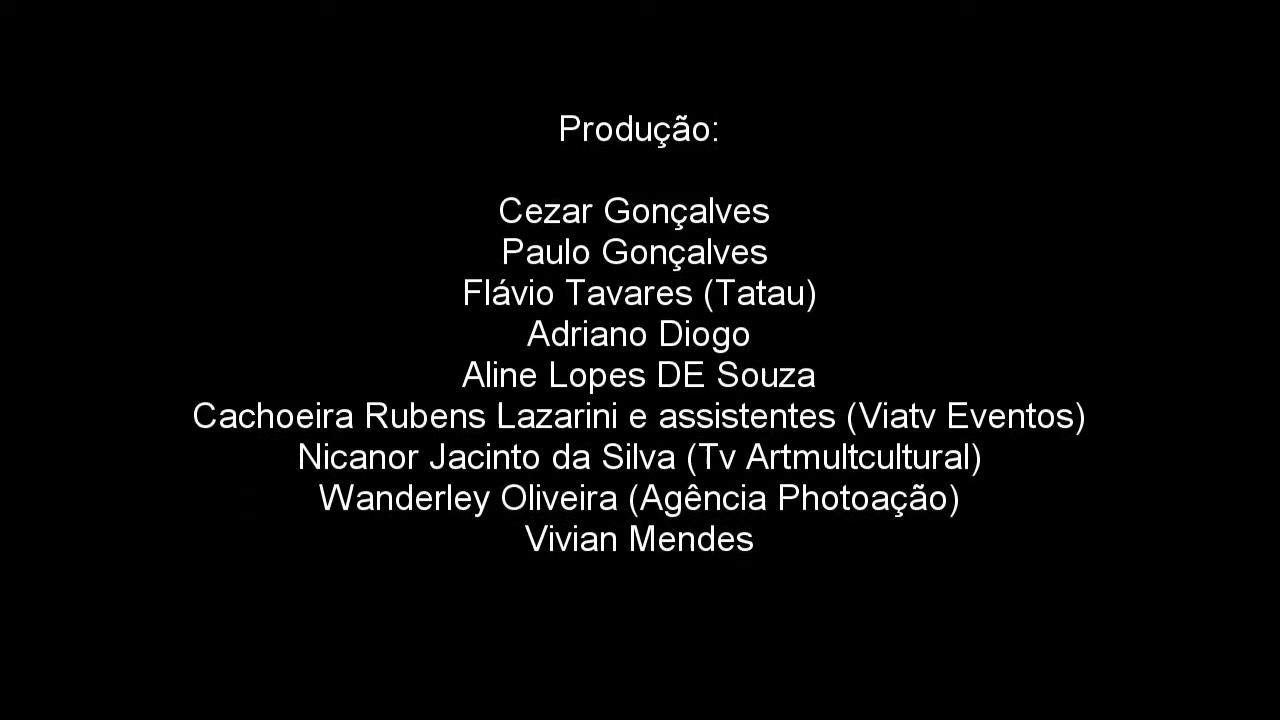 Produção:
Cezar Gonçalves
Paulo Gonçalves
Flávio Tavares (Tatau)
Adriano Diogo
Aline Lopes DE Souza
Cachoeira Rubens Lazarini e assistentes (Viatv Eventos)
Nicanor Jacinto da Silva (Tv Artmultcultural)
Wanderley Oliveira (Agência Photoação)
Vivian Mendes